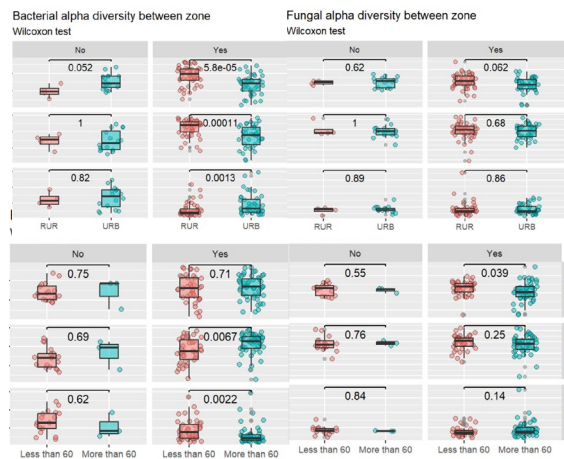 Bacterial alpha diversity between zone
Wilcoxon test
No Yes
0.052 5.8e-05
1 0.00011
0.82 0.0013
RUR URB RUR URB
Fungal alpha diversity between zone
Wilcoxon test
No Yes
0.62 0.062
1 0.68
0.89 0.86
RUR URB RUR URB
No Yes
0.75 0.71
0.69 0.0067
0.62 0.0022
Less than 60 More than 60 Less than 60 More than 60
No Yes
0.55 0.039
0.76 0.25
0.84 0.14
Less than 60 More than 60 Less than 60 More than 60